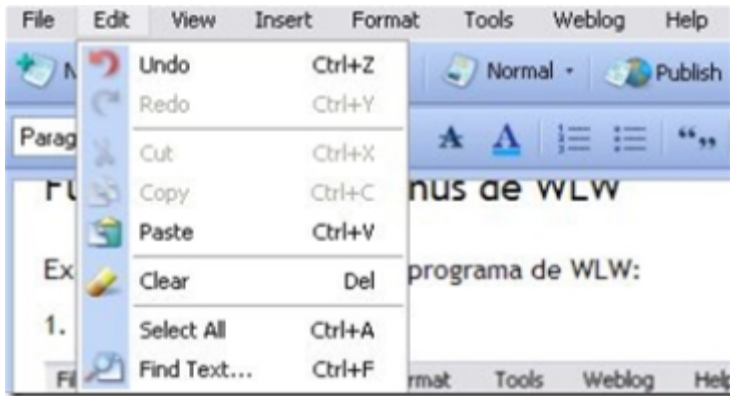 File Edit View Insert Format Tools Weblog Help
N Undo Ctrl+Z Normal Publish
Redo Ctrl+Y
Parag Cut Ctrl+X A A “„
Copy Ctrl+C nus de WLW
Paste Ctrl+V
Ex Clear Del programa de WLW:
1. Select All Ctrl+A
Find Text... Ctrl+F
Fi rmat Tools Weblog Help